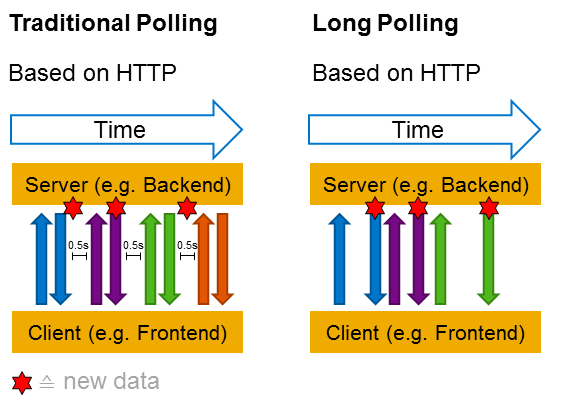 Traditional Polling
Long Polling
Based on HTTP
Based on HTTP
Time
Time
Server (e.g. Backend)
Server (e.g. Backend)
0.5s
0.5s
0.5s
Client (e.g. Frontend)
Client (e.g. Frontend)
≙ new data